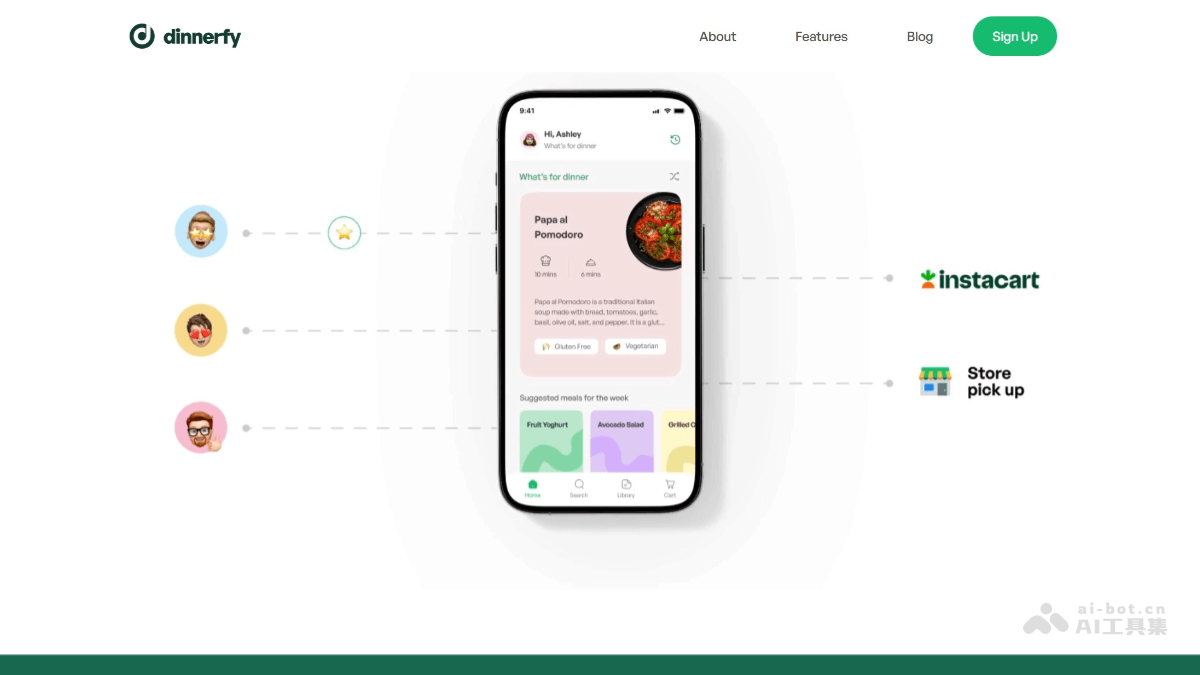 dinnerfy
About
Features
Blog
Sign Up
9:41
Hi, Ashley
What's for dinner
What's for dinner
Papa al
Pomodoro
10 mins
6 mins
Papa al Pomodoro is a traditional Italian
soup made with bread, tomatoes, garlic,
basil, olive oil, salt, and pepper. It is a glut...
Gluten Free
Vegetarian
Suggested meals for the week
Fruit Yoghurt
Avocado Salad
Grilled C
Home
Search
Library
Cart
instacart
Store
pick up
ai-bot.cn
AI工具集